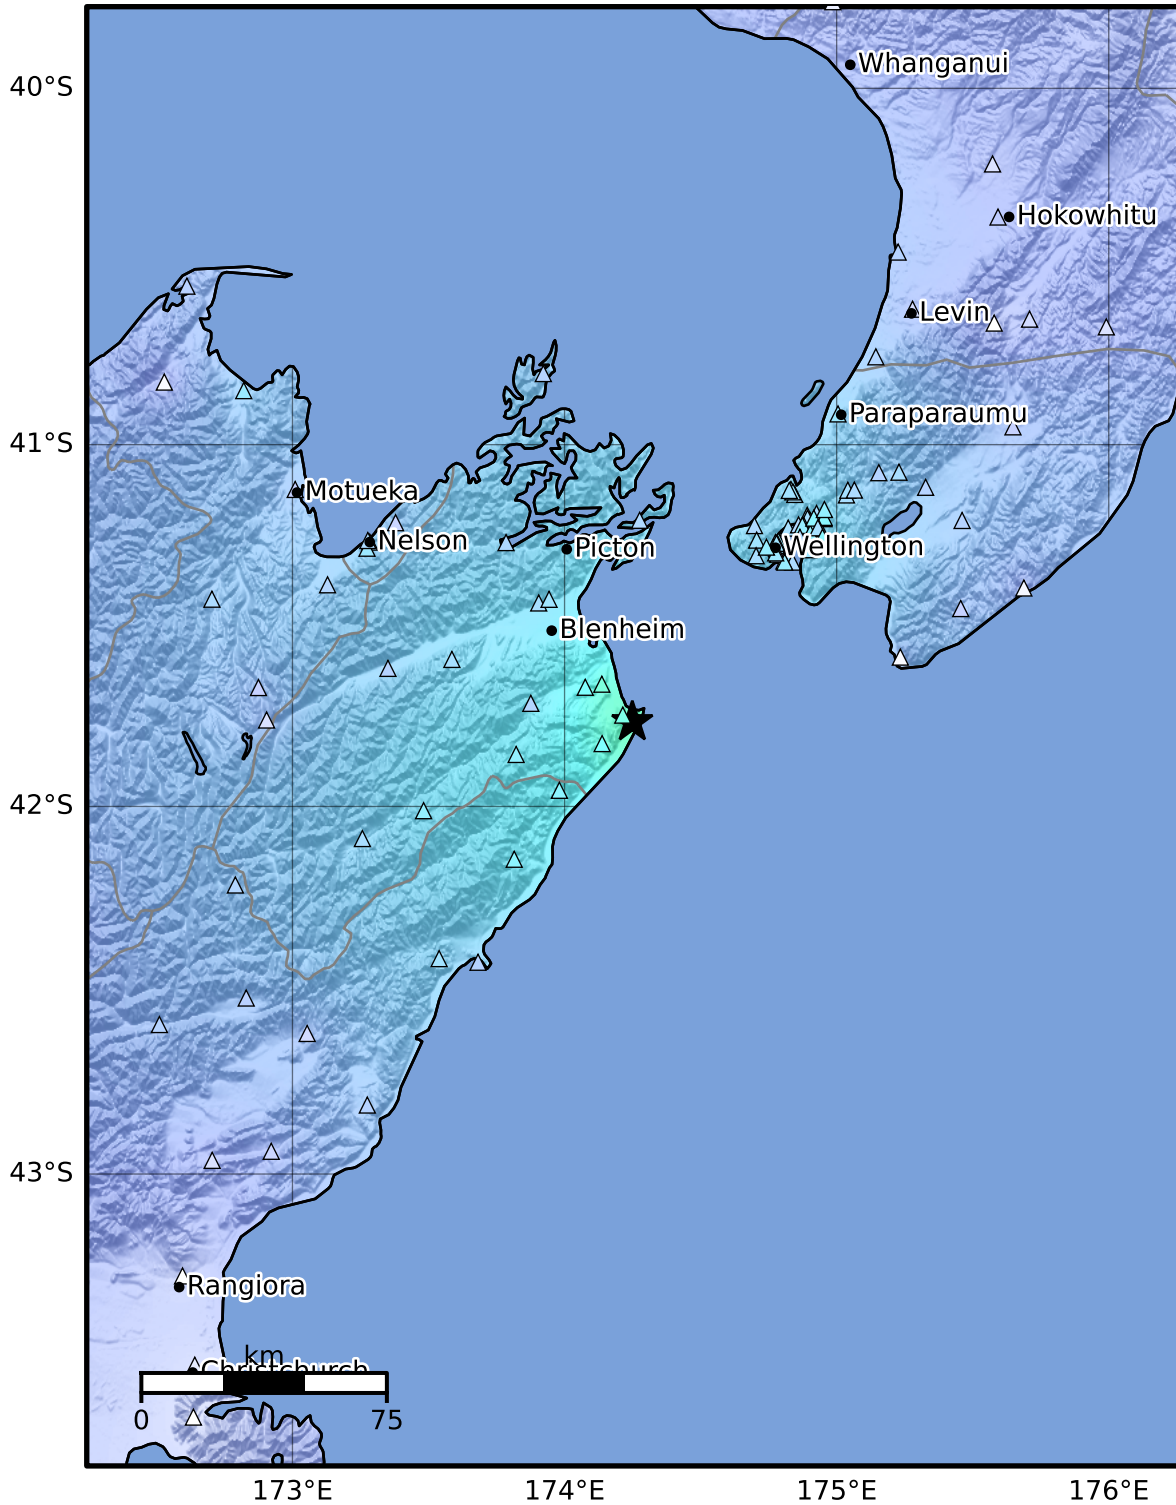 Whanganui
40°S
Hokowhitu
Levin
Paraparaumu
41°S
Motueka
Nelson
Picton
Wellington
Blenheim
42°S
43°S
Rangiora
km
Christchurch
0 75
173°E 174°E 175°E 176°E